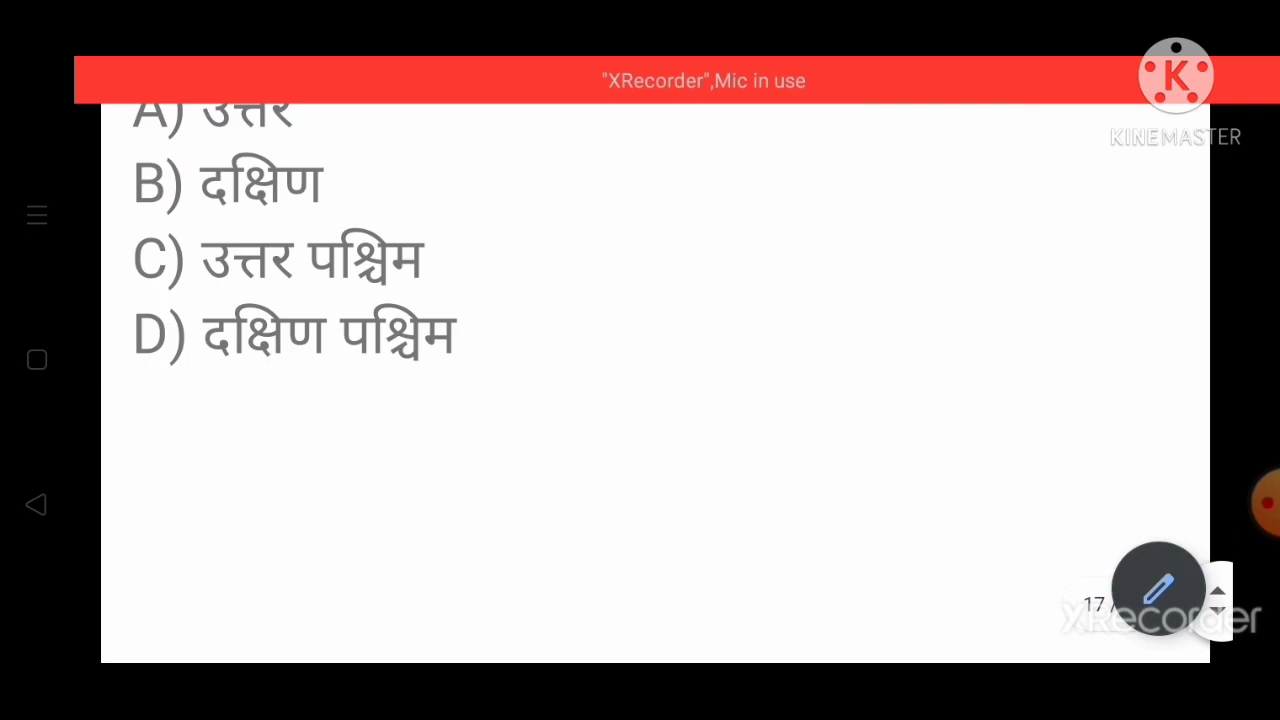 "XRecorder",Mic in use
KINEMASTER
A) उत्तर
B) दक्षिण
C) उत्तर पश्चिम
D) दक्षिण पश्चिम
17 /
XRecorder